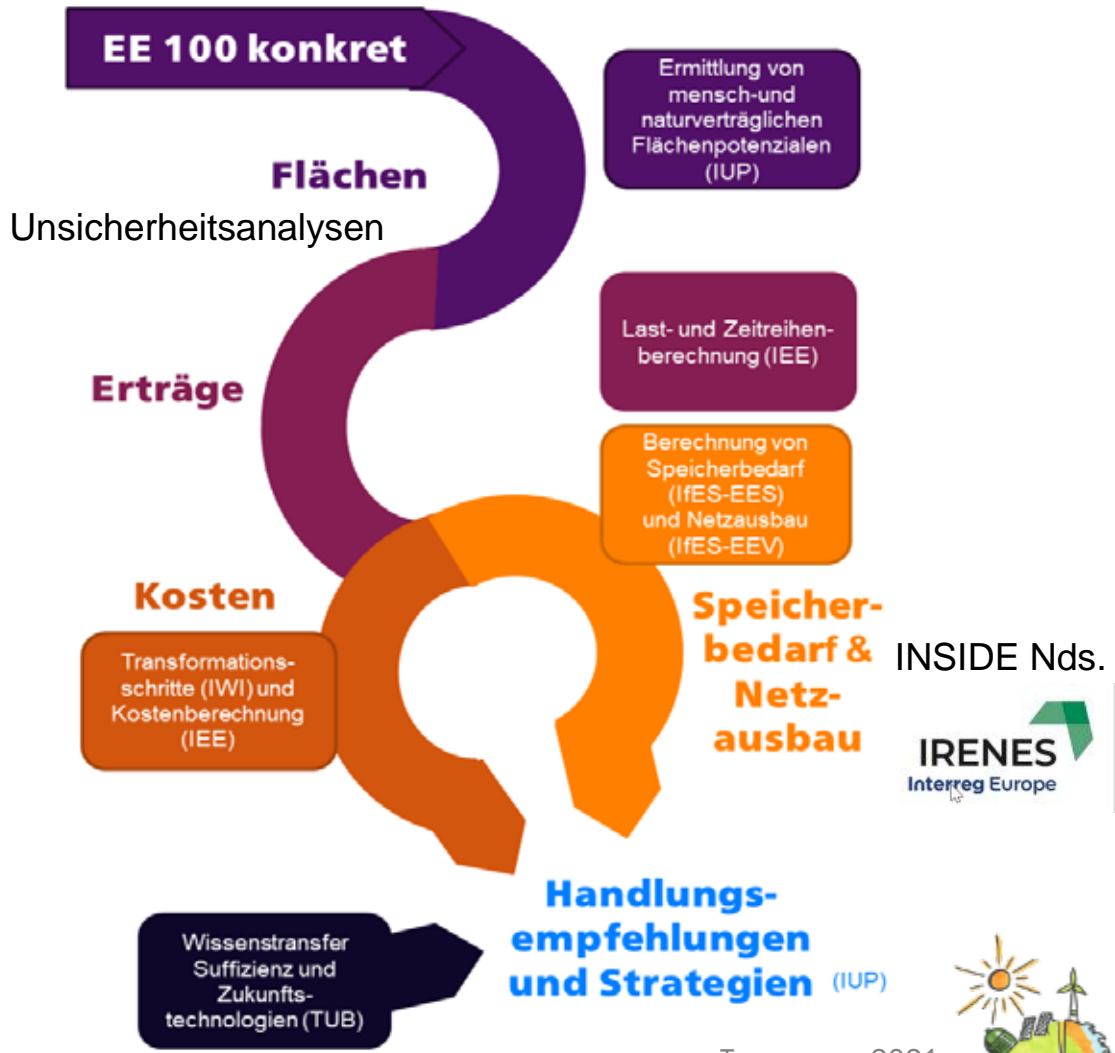 EE 100 konkret
Ermittlung von
mensch-und
naturverträglichen
Flächenpotenzialen
(IUP)
Flächen
Unsicherheitsanalysen
Last- und Zeitreihen-
berechnung (IEE)
Erträge
Berechnung von
Speicherbedarf
(IfES-EES)
und Netzausbau
(IfES-EEV)
Kosten
Transformations-
schritte (IWI) und
Kostenberechnung
(IEE)
Speicher-
bedarf &
Netz-
ausbau
INSIDE Nds.
IRENES
Interreg Europe
Handlungs-
empfehlungen
und Strategien (IUP)
Wissenstransfer
Suffizienz und
Zukunfts-
technologien (TUB)